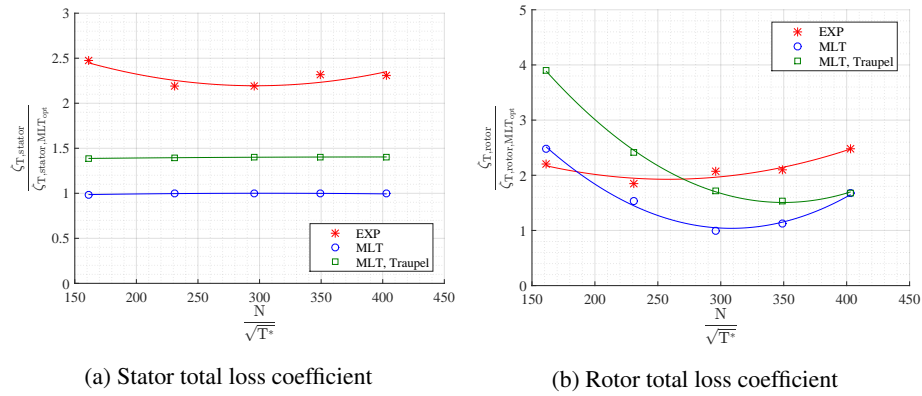 3
2.5
2
1.5
1
0.5
0
ζT,stator
ζT,stator,MLTopt
EXP
MLT
MLT, Traupel
150 200 250 300 350 400 450
N
√T*
(a) Stator total loss coefficient
5
4
3
2
1
0
ζT,rotor
ζT,rotor,MLTopt
EXP
MLT
MLT, Traupel
150 200 250 300 350 400 450
N
√T*
(b) Rotor total loss coefficient